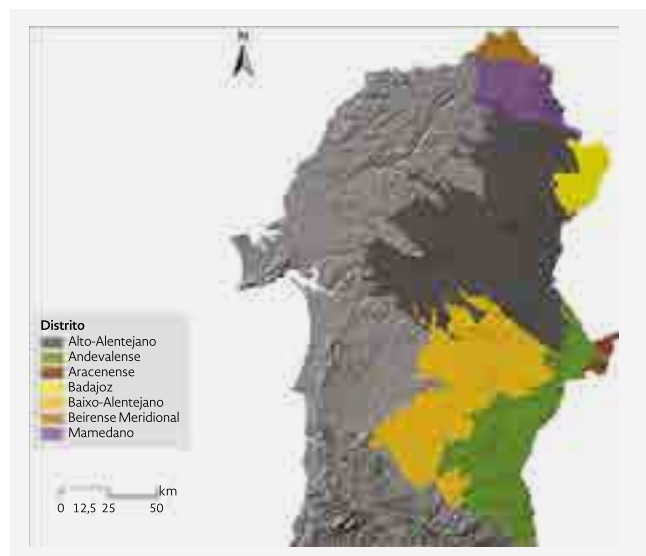 N
Distrito
Alto-Alentejano
Andevalense
Aracenense
Badajoz
Baixo-Alentejano
Beirense Meridional
Mamedano
km
0 12,5 25 50